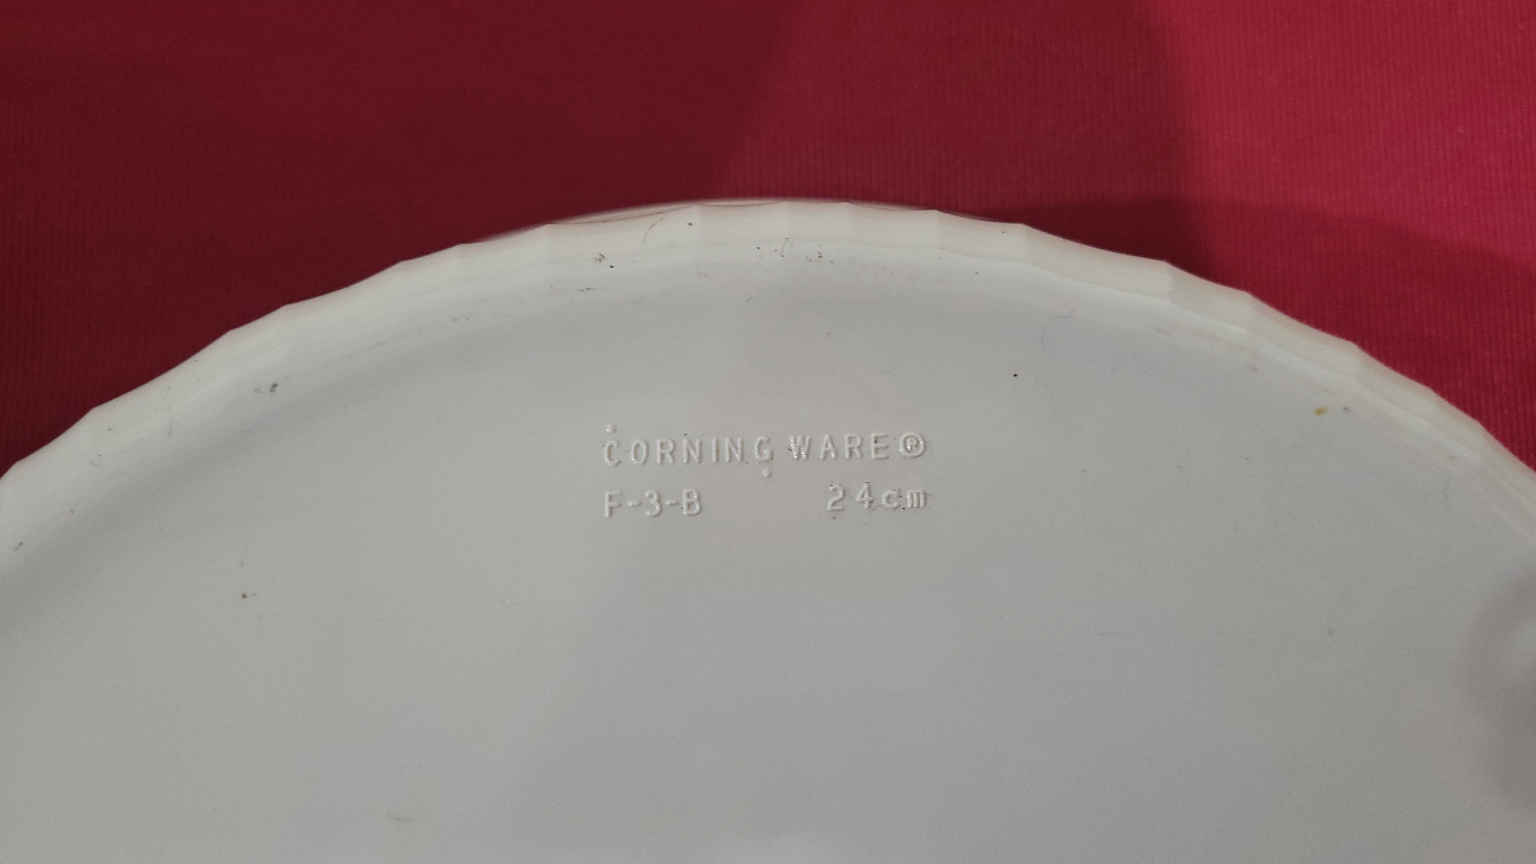 CORNING WARE®
F-3-B 24cm